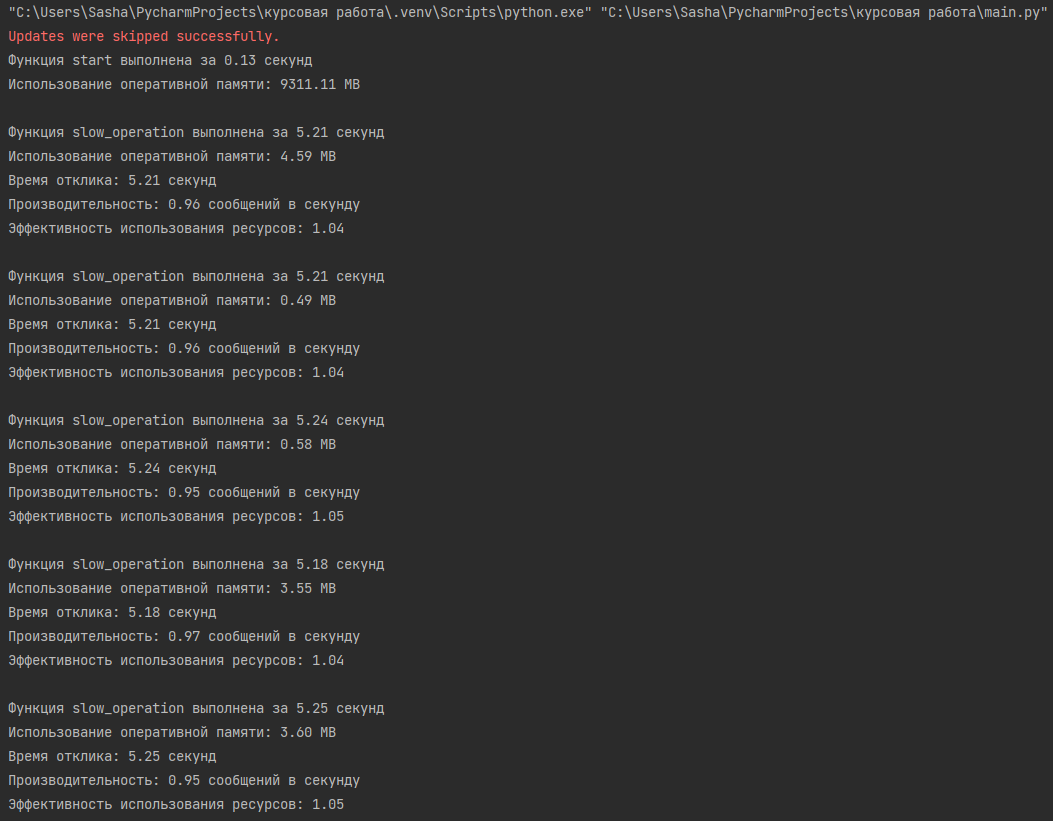 "C:\Users\Sasha\PycharmProjects\курсовая работа\.venv\Scripts\python.exe" "C:\Users\Sasha\PycharmProjects\курсовая работа\main.py"
Updates were skipped successfully.
Функция start выполнена за 0.13 секунд
Использование оперативной памяти: 9311.11 MB
Функция slow_operation выполнена за 5.21 секунд
Использование оперативной памяти: 4.59 MB
Время отклика: 5.21 секунд
Производительность: 0.96 сообщений в секунду
Эффективность использования ресурсов: 1.04
Функция slow_operation выполнена за 5.21 секунд
Использование оперативной памяти: 0.49 MB
Время отклика: 5.21 секунд
Производительность: 0.96 сообщений в секунду
Эффективность использования ресурсов: 1.04
Функция slow_operation выполнена за 5.24 секунд
Использование оперативной памяти: 0.58 MB
Время отклика: 5.24 секунд
Производительность: 0.95 сообщений в секунду
Эффективность использования ресурсов: 1.05
Функция slow_operation выполнена за 5.18 секунд
Использование оперативной памяти: 3.55 MB
Время отклика: 5.18 секунд
Производительность: 0.97 сообщений в секунду
Эффективность использования ресурсов: 1.04
Функция slow_operation выполнена за 5.25 секунд
Использование оперативной памяти: 3.60 MB
Время отклика: 5.25 секунд
Производительность: 0.95 сообщений в секунду
Эффективность использования ресурсов: 1.05